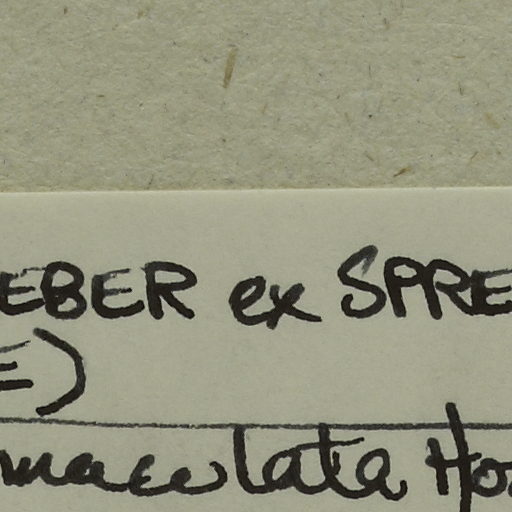 EBER ex SPRE
E)
maculata Ho